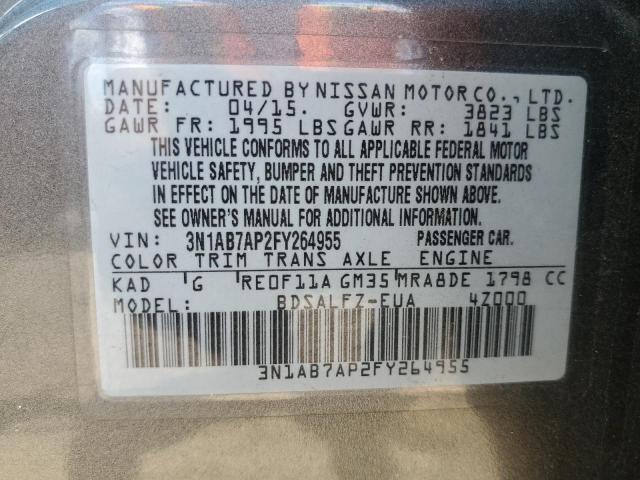 MANUFACTURED BY NISSAN MOTOR CO., LTD.
DATE: 04/15. GVWR: 3823 LBS
GAWR FR: 1995 LBS GAWR RR: 1841 LBS
THIS VEHICLE CONFORMS TO ALL APPLICABLE FEDERAL MOTOR
VEHICLE SAFETY, BUMPER AND THEFT PREVENTION STANDARDS
IN EFFECT ON THE DATE OF MANUFACTURE SHOWN ABOVE.
SEE OWNER'S MANUAL FOR ADDITIONAL INFORMATION.
VIN: 3N1AB7AP2FY264955 PASSENGER CAR.
COLOR TRIM TRANS AXLE ENGINE
KAD G RE0F11A GM35 MRA8DE 1798 CC
MODEL: BDSALFZ-EUA 4Z000
3N1AB7AP2FY264955